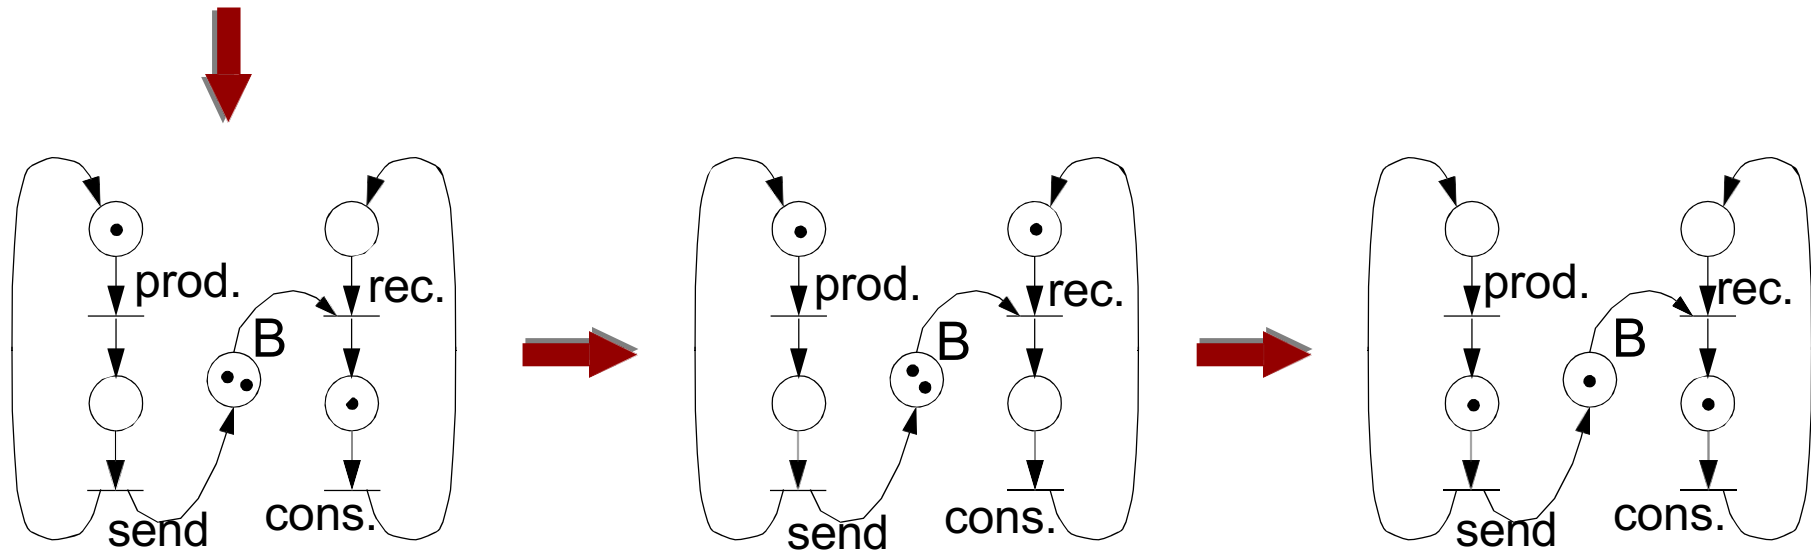 prod.
rec.
B
send
cons.
prod.
rec.
B
send
cons.
prod.
rec.
B
send
cons.